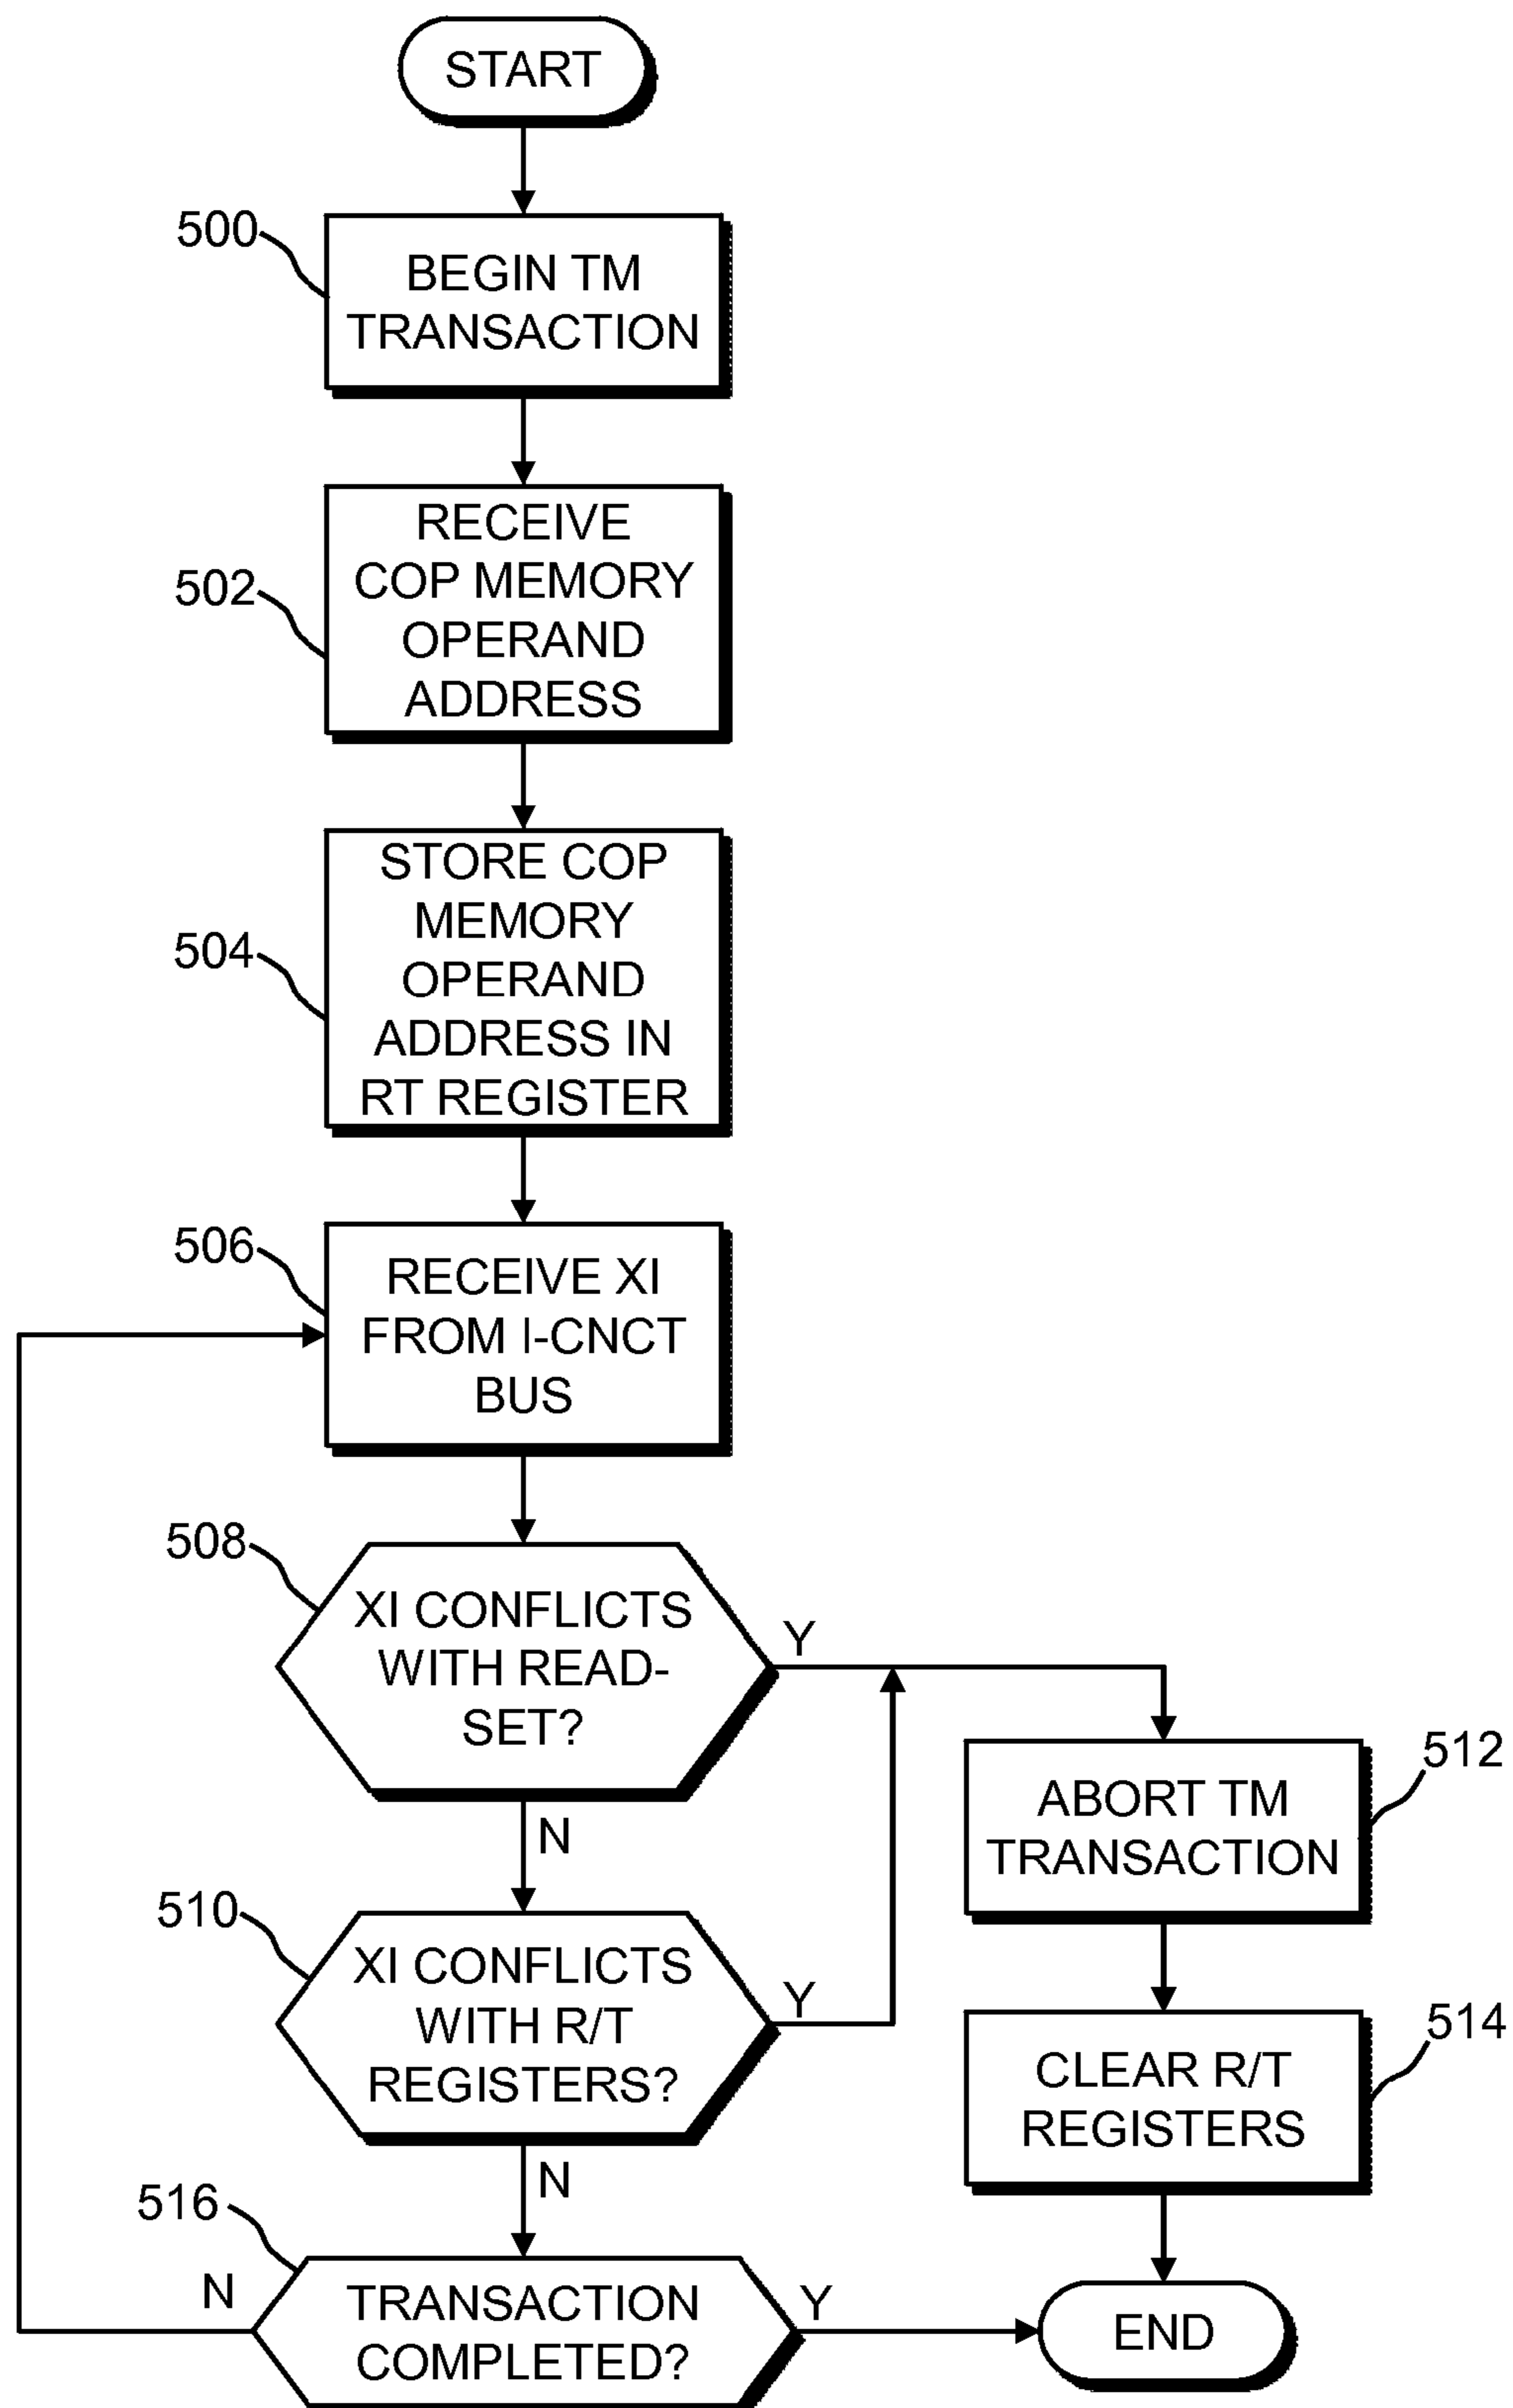 START
500
BEGIN TM
TRANSACTION
502
RECEIVE
COP MEMORY
OPERAND
ADDRESS
504
STORE COP
MEMORY
OPERAND
ADDRESS IN
RT REGISTER
506
RECEIVE XI
FROM I-CNCT
BUS
508
XI CONFLICTS
WITH READ-
SET?
Y
N
512
ABORT TM
TRANSACTION
510
XI CONFLICTS
WITH R/T
REGISTERS?
Y
N
514
CLEAR R/T
REGISTERS
516
N
TRANSACTION
COMPLETED?
Y
END